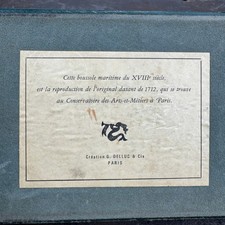 Cette boussole maritime du XVIIIe siècle,
est la reproduction de l'original datant de 1712, qui se trouve
au Conservatoire des Arts-et-Métiers à Paris.
Création G. DELLUC & Cie
PARIS